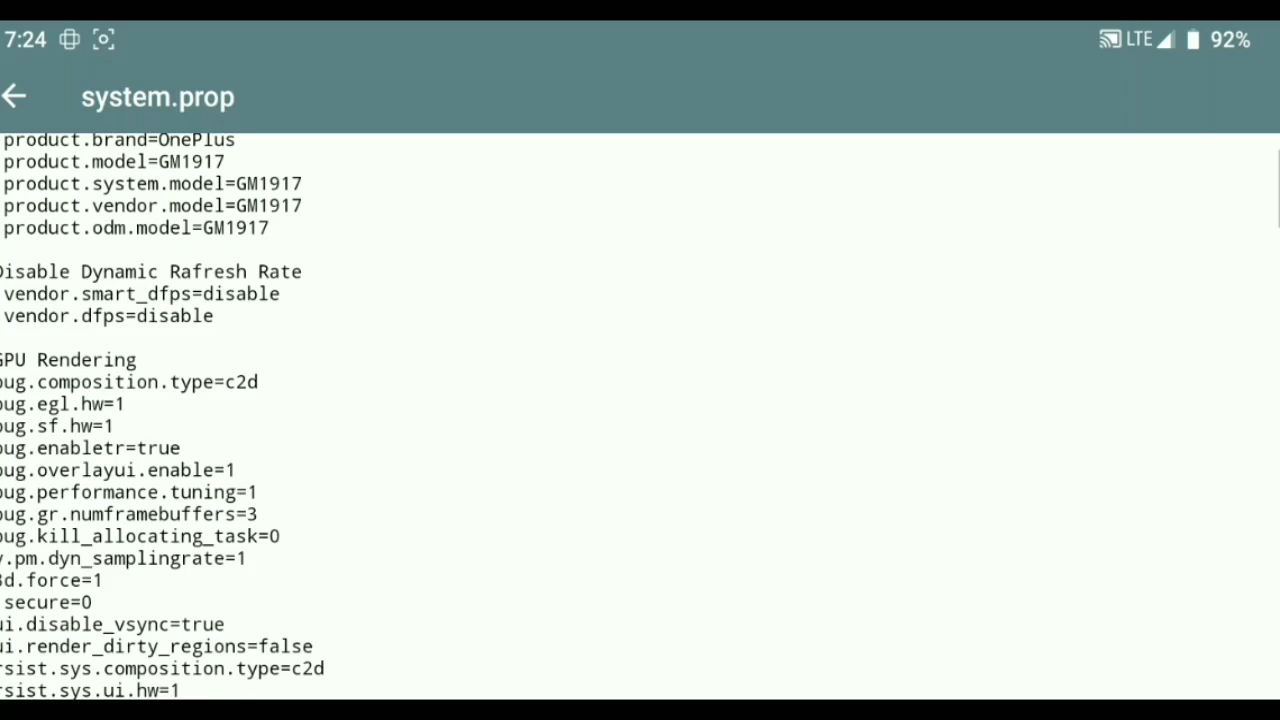 7:24 LTE 92%
system.prop
product.brand=OnePlus
product.model=GM1917
product.system.model=GM1917
product.vendor.model=GM1917
product.odm.model=GM1917
Disable Dynamic Rafresh Rate
vendor.smart_dfps=disable
vendor.dfps=disable
GPU Rendering
bug.composition.type=c2d
bug.egl.hw=1
bug.sf.hw=1
bug.enabletr=true
bug.overlayui.enable=1
bug.performance.tuning=1
bug.gr.numframebuffers=3
bug.kill_allocating_task=0
v.pm.dyn_samplingrate=1
3d.force=1
secure=0
ui.disable_vsync=true
ui.render_dirty_regions=false
rsist.sys.composition.type=c2d
rsist.sys.ui.hw=1